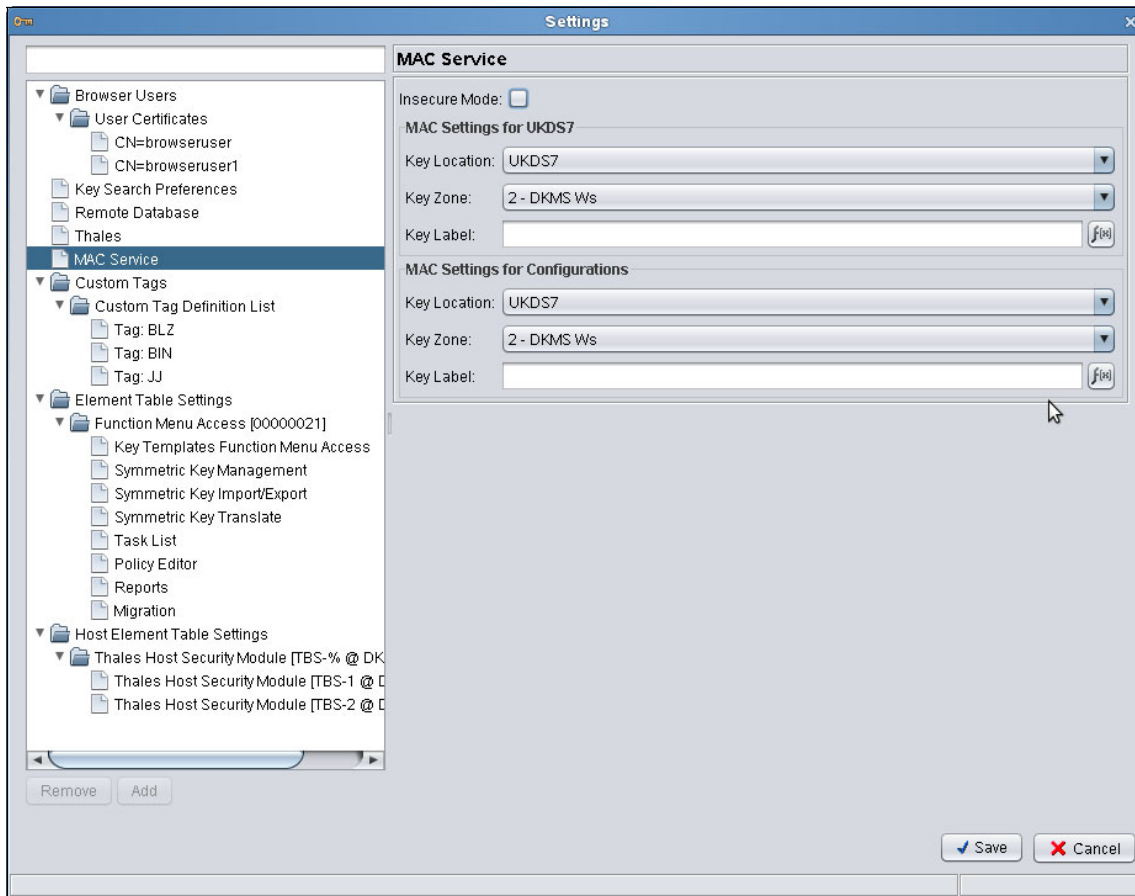 Settings
MAC Service
Browser Users
User Certificates
CN=browseruser
CN=browseruser1
Key Search Preferences
Remote Database
Thales
MAC Service
Custom Tags
Custom Tag Definition List
Tag: BLZ
Tag: BIN
Tag: JJ
Element Table Settings
Function Menu Access [00000021]
Key Templates Function Menu Access
Symmetric Key Management
Symmetric Key Import/Export
Symmetric Key Translate
Task List
Policy Editor
Reports
Migration
Host Element Table Settings
Thales Host Security Module [TBS-% @ DK
Thales Host Security Module [TBS-1 @ D
Thales Host Security Module [TBS-2 @ D
Remove Add
Insecure Mode:
MAC Settings for UKDS7
Key Location: UKDS7
Key Zone: 2 - DKMS Ws
Key Label:
MAC Settings for Configurations
Key Location: UKDS7
Key Zone: 2 - DKMS Ws
Key Label:
Save Cancel